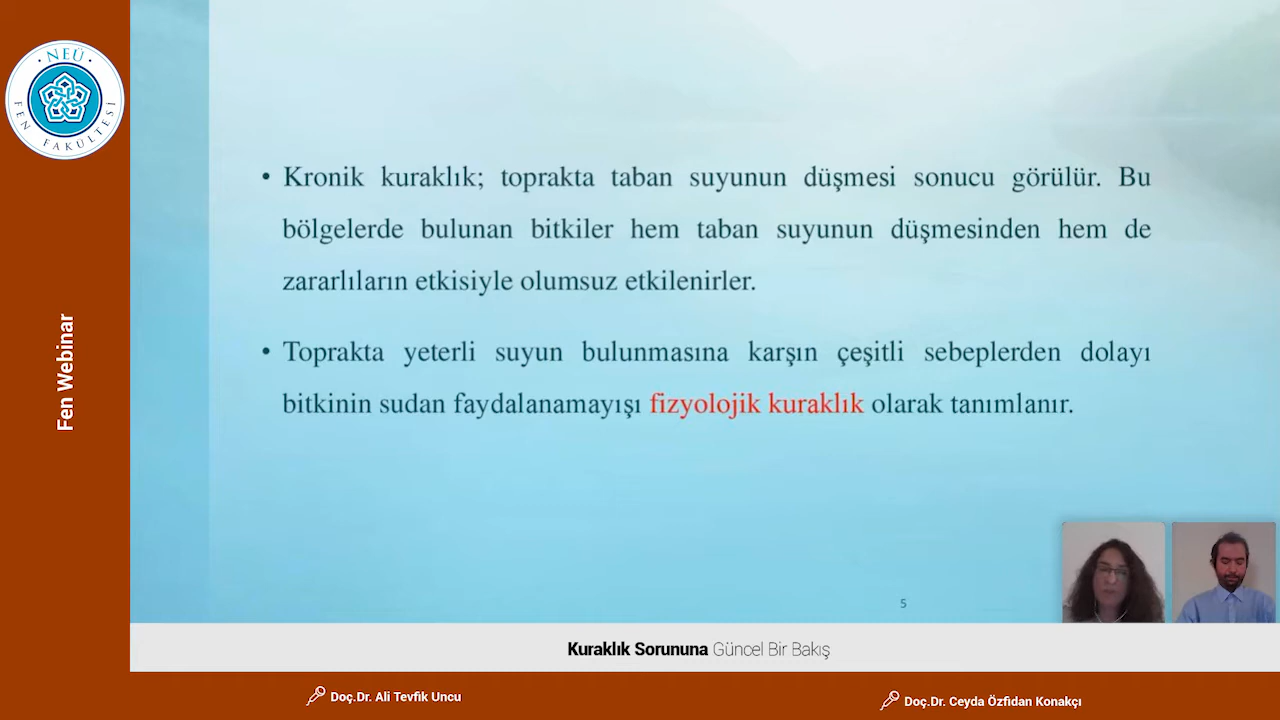 NEÜ
FEN FAKÜLTESİ
Fen Webinar
• Kronik kuraklık; toprakta taban suyunun düşmesi sonucu görülür. Bu
bölgelerde bulunan bitkiler hem taban suyunun düşmesinden hem de
zararlıların etkisiyle olumsuz etkilenirler.
• Toprakta yeterli suyun bulunmasına karşın çeşitli sebeplerden dolayı
bitkinin sudan faydalanamayışı fizyolojik kuraklık olarak tanımlanır.
5
Kuraklık Sorununa Güncel Bir Bakış
Doç.Dr. Ali Tevfik Uncu
Doç.Dr. Ceyda Özfidan Konakçı